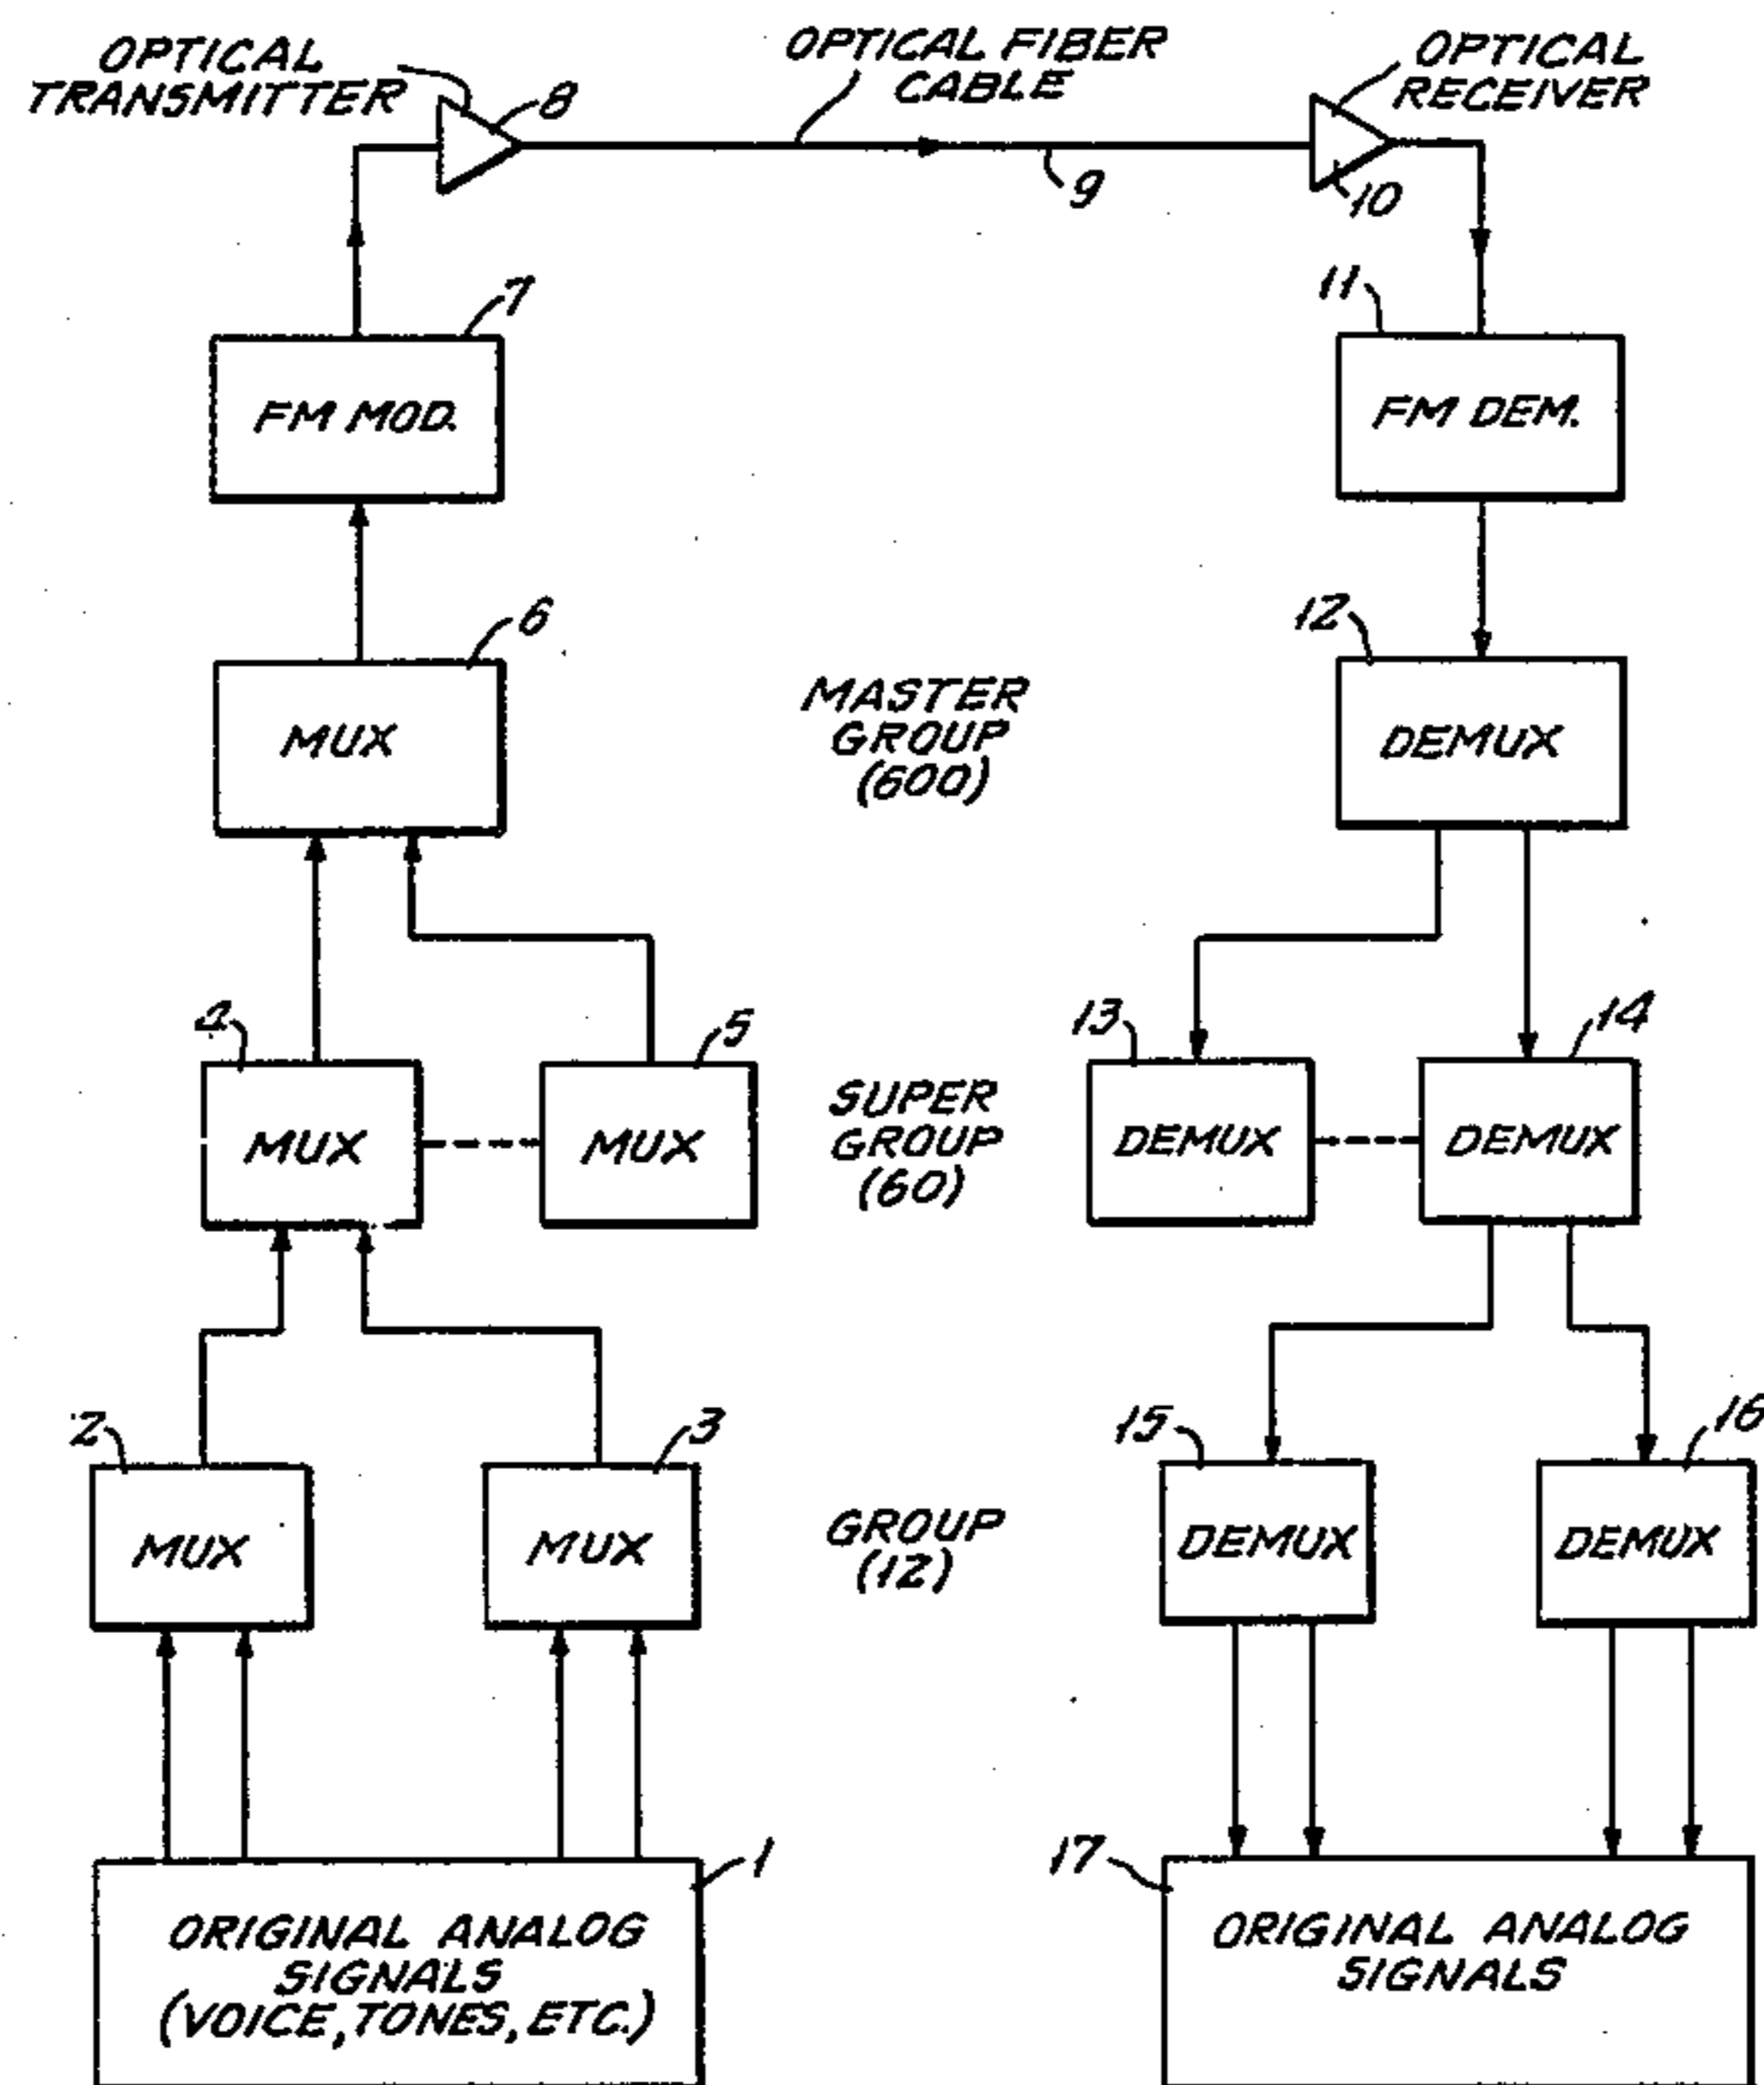 OPTICAL
TRANSMITTER
8
OPTICAL FIBER
CABLE
9
OPTICAL
RECEIVER
10
7
FM MOD.
11
FM DEM.
6
MUX
MASTER
GROUP
(600)
12
DEMUX
4
MUX
5
MUX
SUPER
GROUP
(60)
13
DEMUX
14
DEMUX
2
MUX
3
MUX
GROUP
(12)
15
DEMUX
16
DEMUX
1
ORIGINAL ANALOG
SIGNALS
(VOICE, TONES, ETC.)
17
ORIGINAL ANALOG
SIGNALS